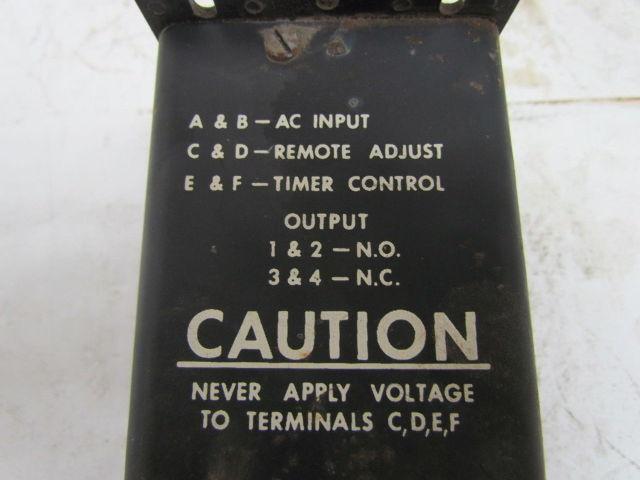 A & B – AC INPUT
C & D – REMOTE ADJUST
E & F – TIMER CONTROL
OUTPUT
1 & 2 – N.O.
3 & 4 – N.C.
CAUTION
NEVER APPLY VOLTAGE
TO TERMINALS C,D,E,F